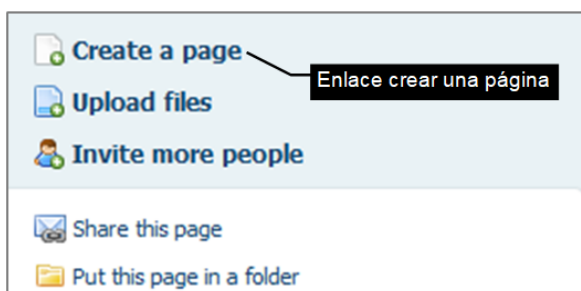 Create a page
Enlace crear una página
Upload files
Invite more people
Share this page
Put this page in a folder